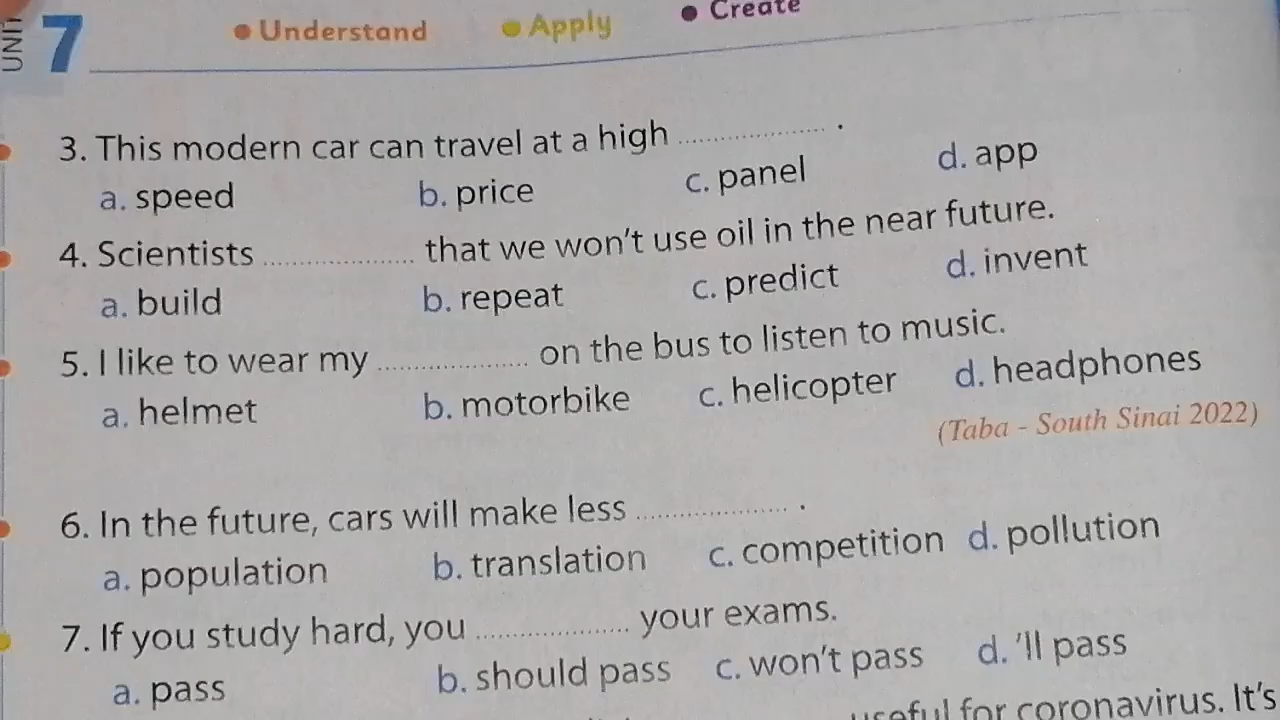 UNIT 7
Understand Apply Create
3. This modern car can travel at a high .................... .
a. speed b. price c. panel d. app
4. Scientists .................... that we won't use oil in the near future.
a. build b. repeat c. predict d. invent
5. I like to wear my .................... on the bus to listen to music.
a. helmet b. motorbike c. helicopter d. headphones
(Taba - South Sinai 2022)
6. In the future, cars will make less .................... .
a. population b. translation c. competition d. pollution
7. If you study hard, you .................... your exams.
a. pass b. should pass c. won't pass d. 'll pass
useful for coronavirus. It's